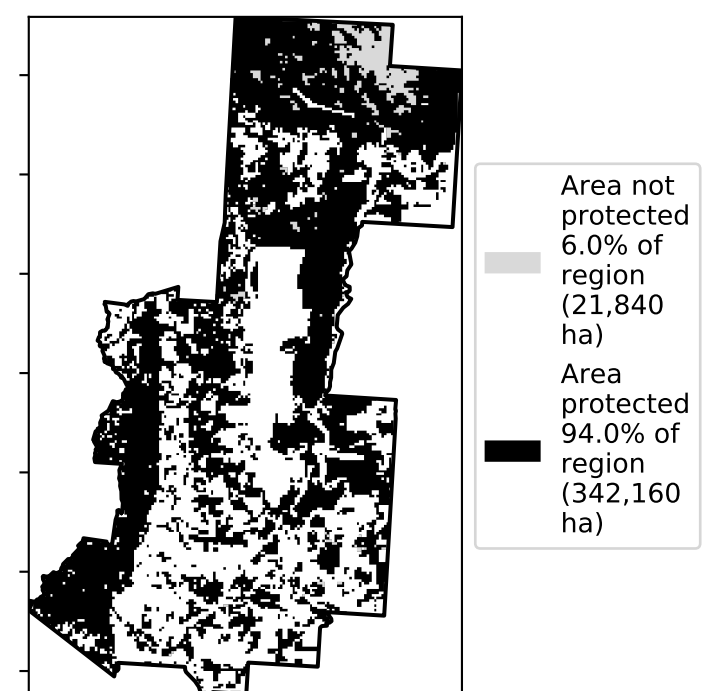 Area not
protected
6.0% of
region
(21,840
ha)
Area
protected
94.0% of
region
(342,160
ha)